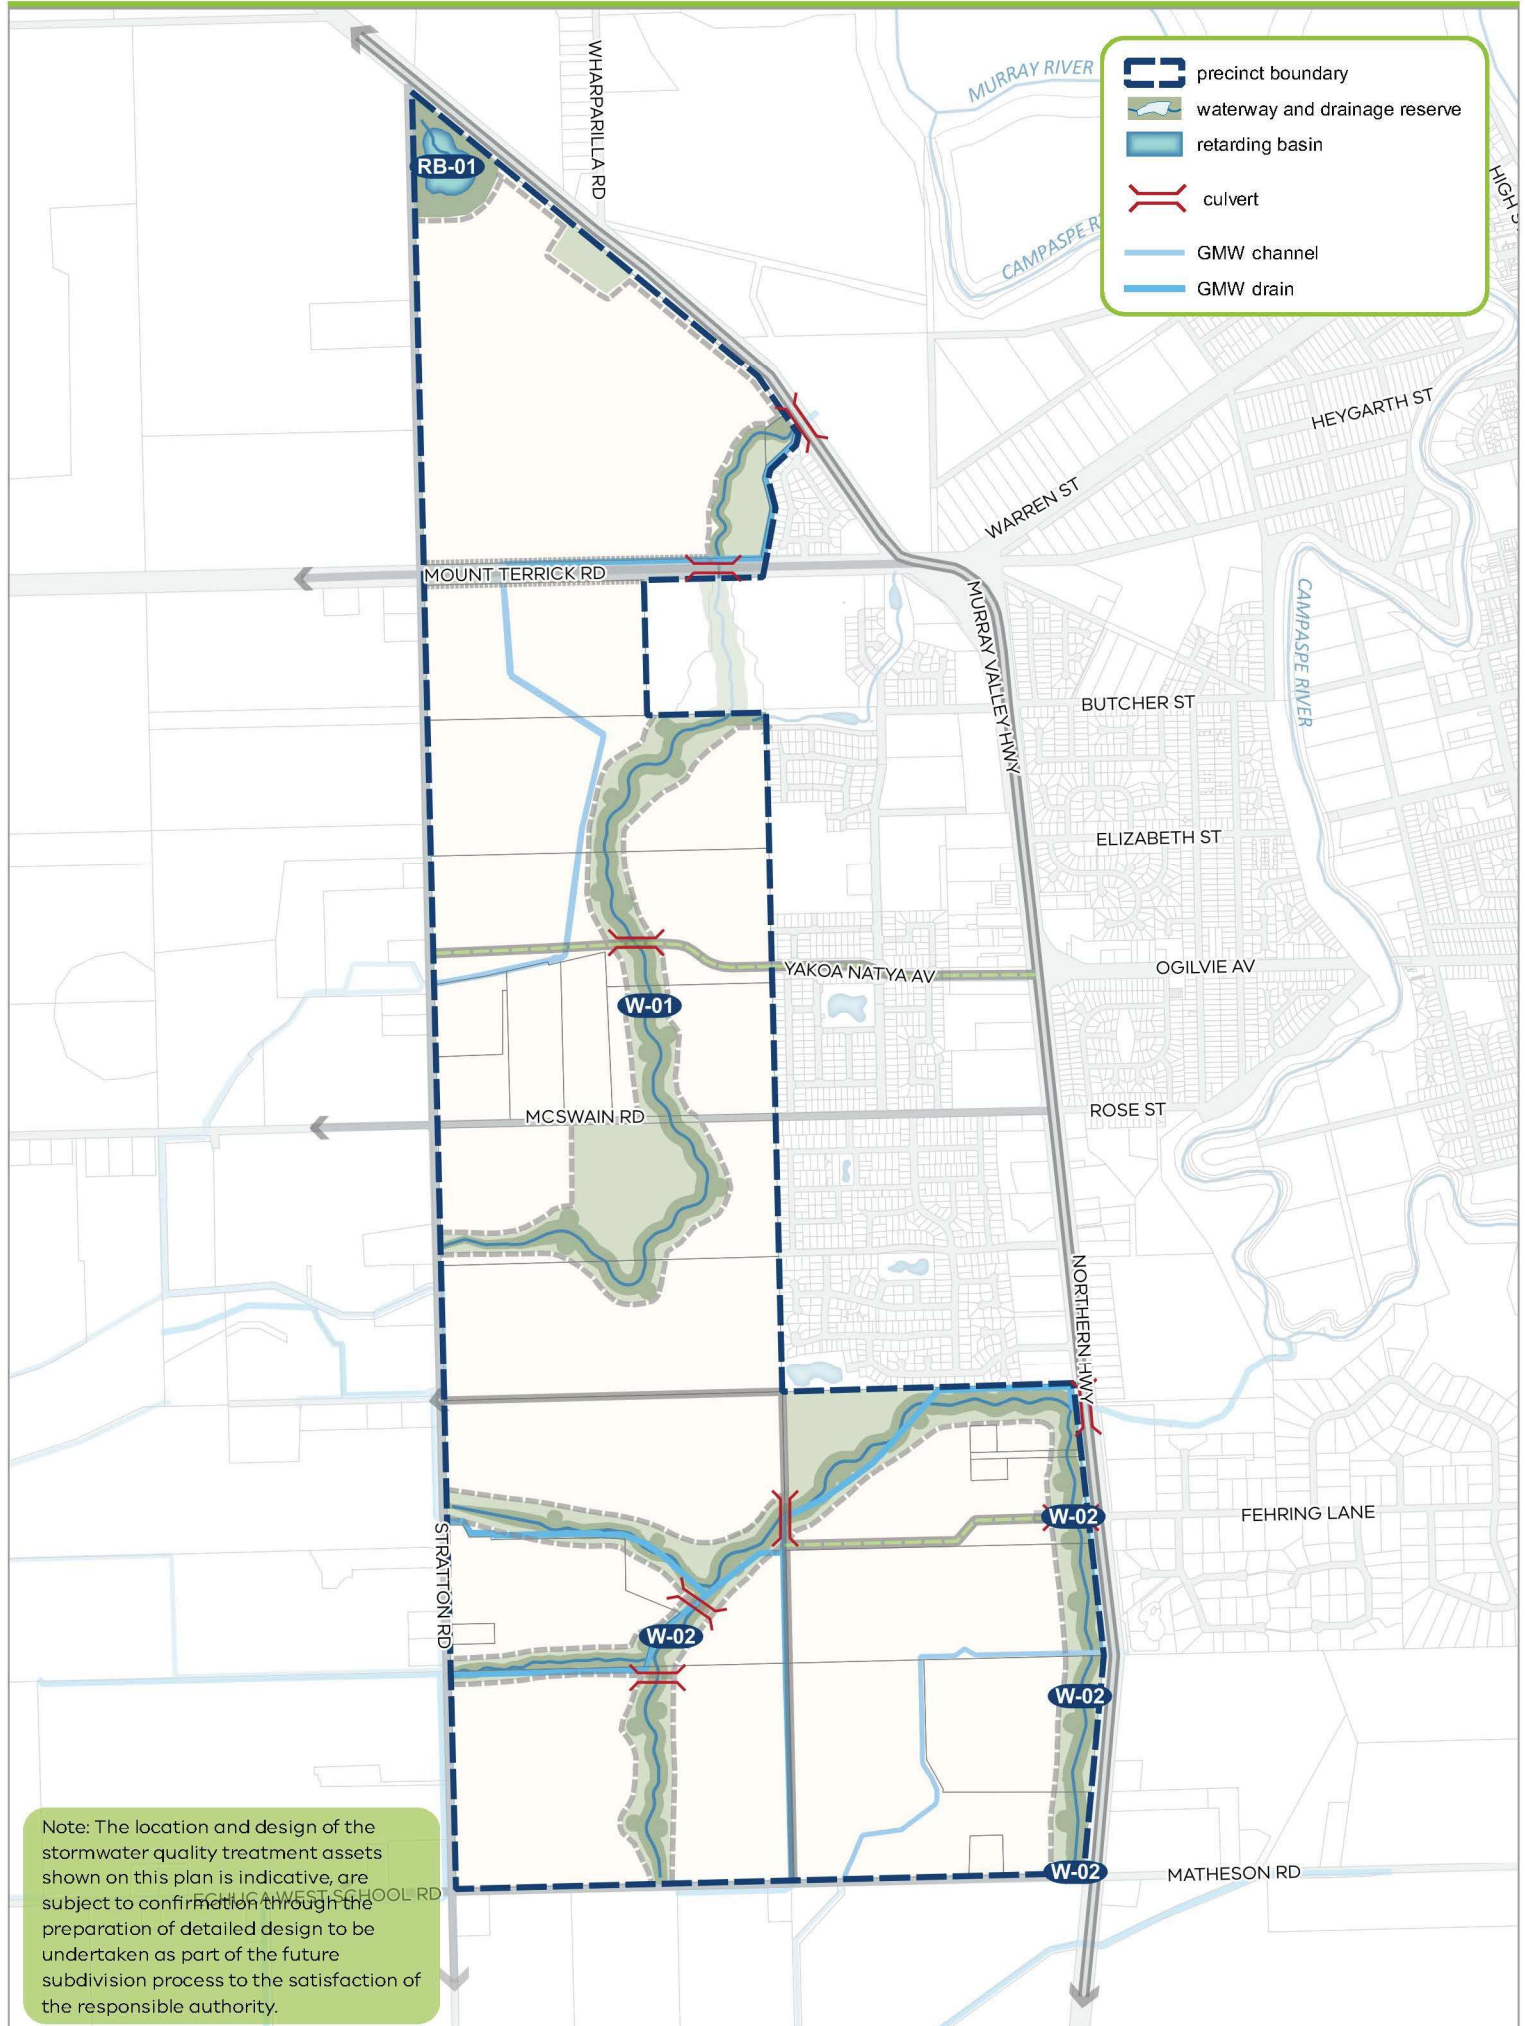 WHARPARILLA RD
MURRAY RIVER
precinct boundary
waterway and drainage reserve
retarding basin
culvert
GMW channel
GMW drain
RB-01
CAMPASPE
HEYGARTH ST
WARREN ST
MOUNT TERRICK RD
MURRAY VALLEY HWY
CAMPASPE RIVER
BUTCHER ST
ELIZABETH ST
YAKOA NATYA AV
OGILVIE AV
W-01
MCSWAIN RD
ROSE ST
NORTHERN HWY
W-02
FEHRING LANE
STRATTON RD
W-02
W-02
W-02
MATHESON RD
ECHUCA WEST SCHOOL RD
Note: The location and design of the
stormwater quality treatment assets
shown on this plan is indicative, are
subject to confirmation through the
preparation of detailed design to be
undertaken as part of the future
subdivision process to the satisfaction of
the responsible authority.
HIGH